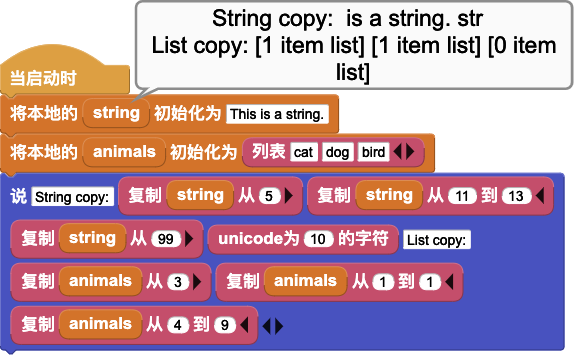 String copy:  is a string. str
List copy: [1 item list] [1 item list] [0 item
list]
当启动时
将本地的 string 初始化为 This is a string.
将本地的 animals 初始化为 列表 cat dog bird
说 String copy: 复制 string 从 5 复制 string 从 11 到 13
复制 string 从 99 unicode为 10 的字符 List copy:
复制 animals 从 3 复制 animals 从 1 到 1
复制 animals 从 4 到 9